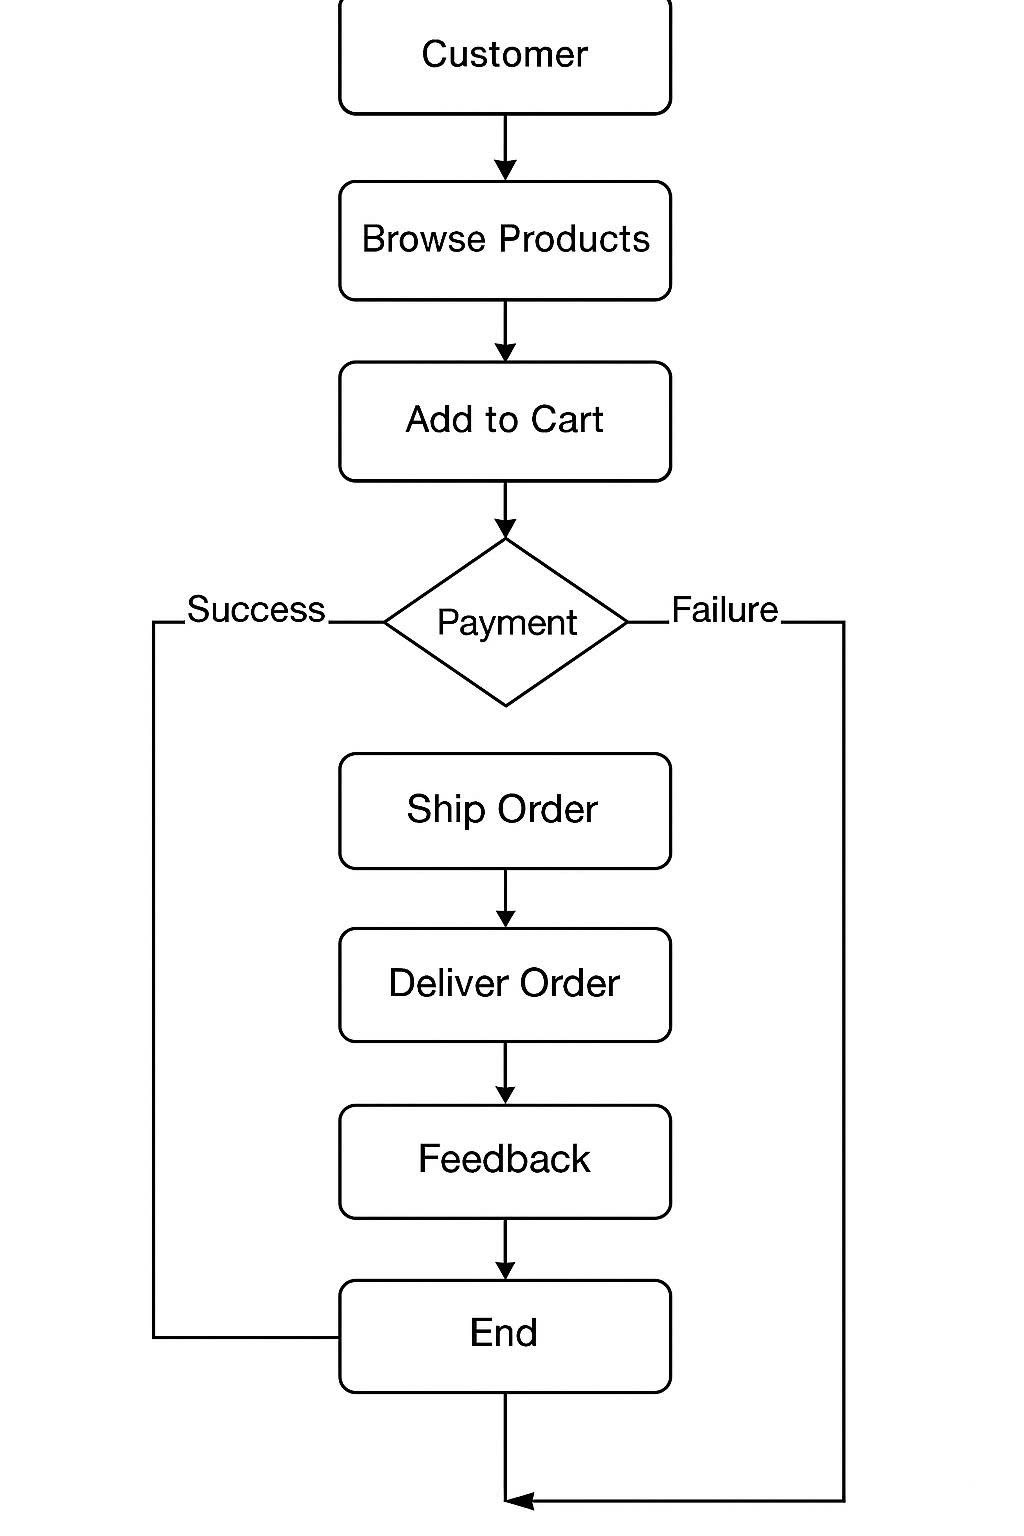 Customer
Browse Products
Add to Cart
Success
Payment
Failure
Ship Order
Deliver Order
Feedback
End